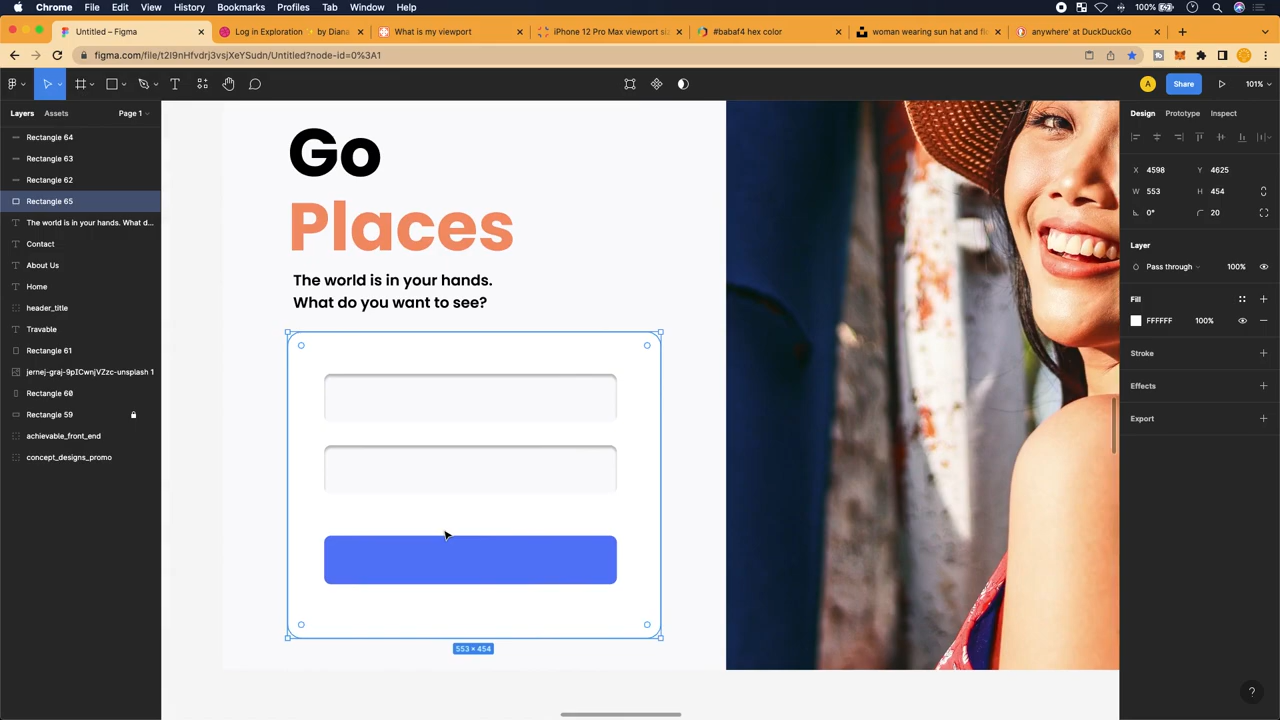 Chrome File Edit View History Bookmarks Profiles Tab Window Help 100%
Untitled – Figma
Log in Exploration ✨ by Diana
What is my viewport
iPhone 12 Pro Max viewport si
#babaf4 hex color
woman wearing sun hat and fl
anywhere' at DuckDuckGo
figma.com/file/t2I9nHfvdrj3vsjXeYSudn/Untitled?node-id=0%3A1
A Share 101%
Layers Assets Page 1
Rectangle 64
Rectangle 63
Rectangle 62
Rectangle 65
The world is in your hands. What d...
Contact
About Us
Home
header_title
Travable
Rectangle 61
jernej-graj-9pICwnjVZzc-unsplash 1
Rectangle 60
Rectangle 59
achievable_front_end
concept_designs_promo
Go
Places
The world is in your hands.
What do you want to see?
553 × 454
Design Prototype Inspect
X 4598 Y 4625
W 553 H 454
0° 20
Layer
Pass through 100%
Fill
FFFFFF 100%
Stroke
Effects
Export
?